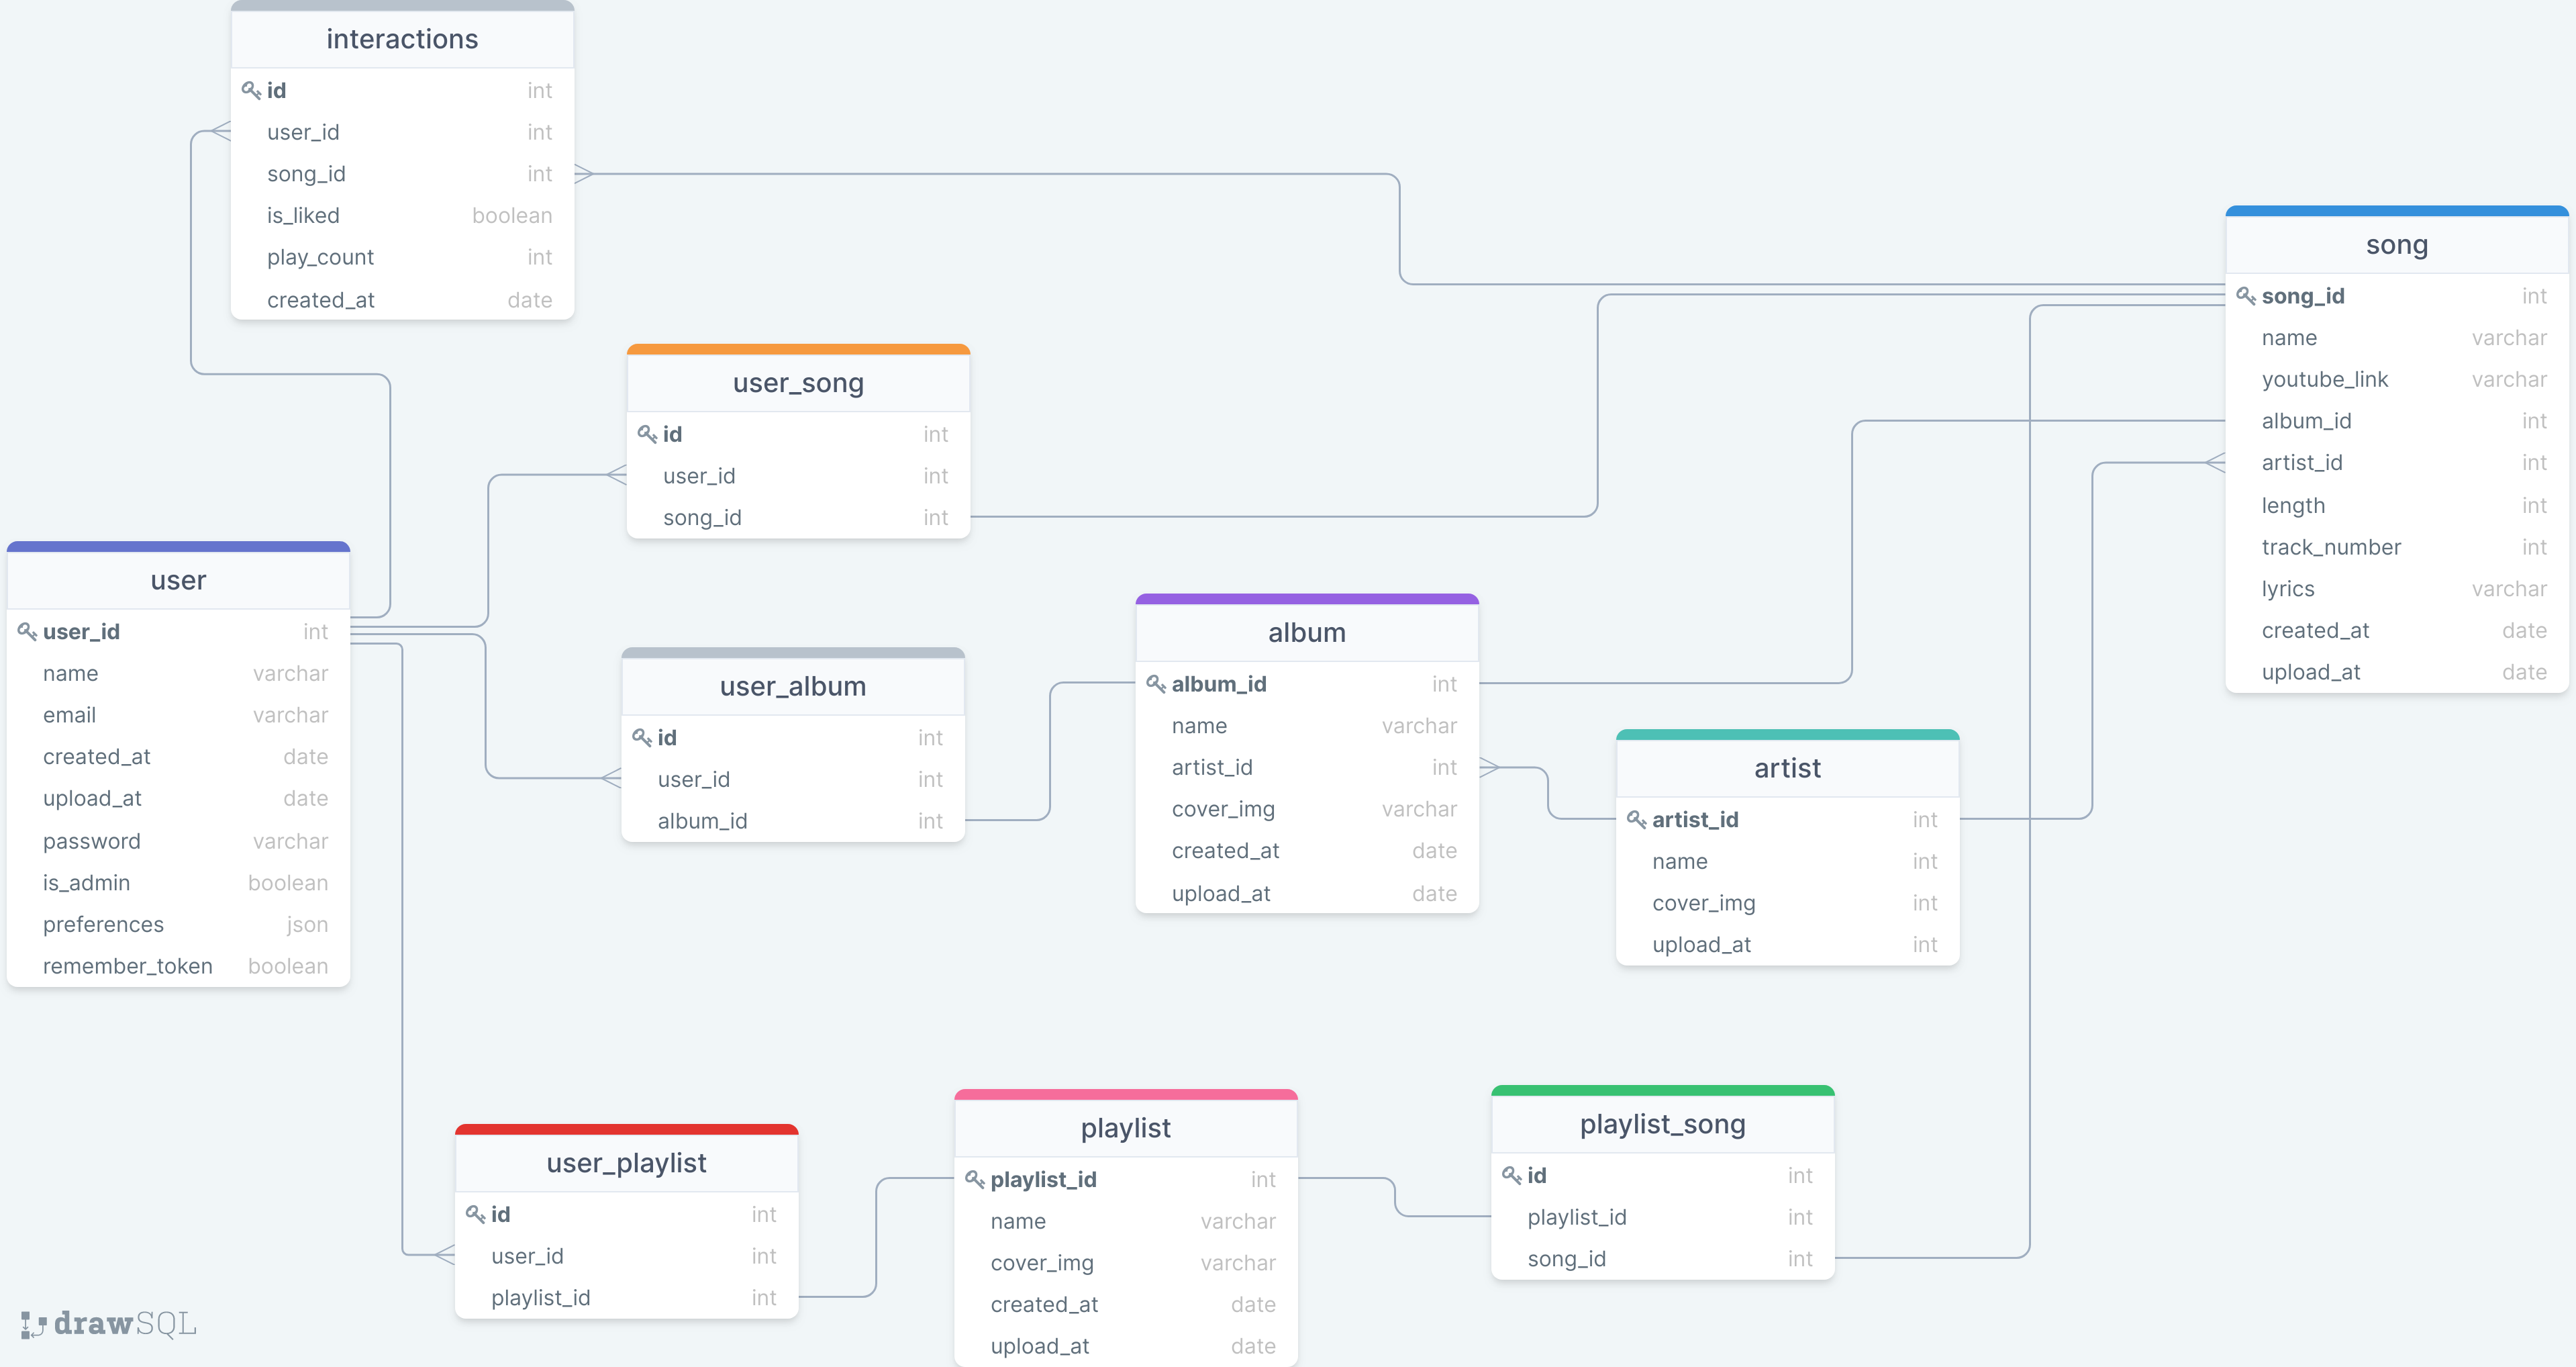 interactions
id int
user_id int
song_id int
is_liked boolean
play_count int
created_at date
user_song
id int
user_id int
song_id int
song
song_id int
name varchar
youtube_link varchar
album_id int
artist_id int
length int
track_number int
lyrics varchar
created_at date
upload_at date
user
user_id int
name varchar
email varchar
created_at date
upload_at date
password varchar
is_admin boolean
preferences json
remember_token boolean
user_album
id int
user_id int
album_id int
album
album_id int
name varchar
artist_id int
cover_img varchar
created_at date
upload_at date
artist
artist_id int
name int
cover_img int
upload_at int
user_playlist
id int
user_id int
playlist_id int
playlist
playlist_id int
name varchar
cover_img varchar
created_at date
upload_at date
playlist_song
id int
playlist_id int
song_id int
drawSQL